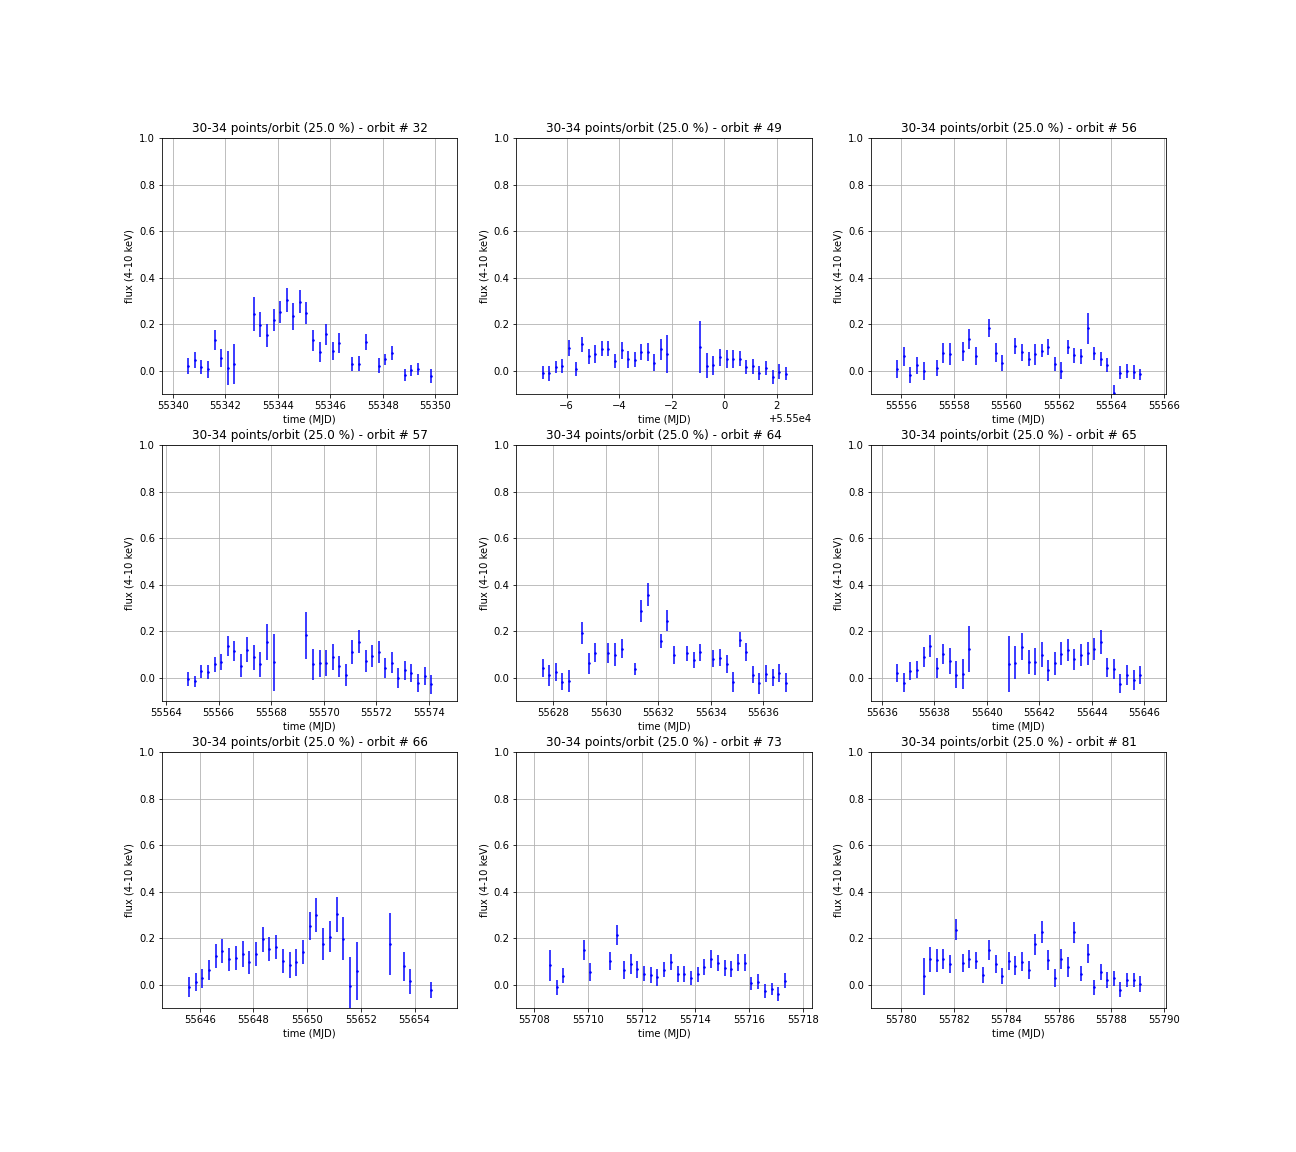 30-34 points/orbit (25.0 %) - orbit # 32
1.0
0.8
0.6
0.4
0.2
0.0
flux (4-10 keV)
55340 55342 55344 55346 55348 55350
time (MJD)
30-34 points/orbit (25.0 %) - orbit # 49
1.0
0.8
0.6
0.4
0.2
0.0
flux (4-10 keV)
−6 −4 −2 0 2
+5.55e4
time (MJD)
30-34 points/orbit (25.0 %) - orbit # 56
1.0
0.8
0.6
0.4
0.2
0.0
flux (4-10 keV)
55556 55558 55560 55562 55564 55566
time (MJD)
30-34 points/orbit (25.0 %) - orbit # 57
1.0
0.8
0.6
0.4
0.2
0.0
flux (4-10 keV)
55564 55566 55568 55570 55572 55574
time (MJD)
30-34 points/orbit (25.0 %) - orbit # 64
1.0
0.8
0.6
0.4
0.2
0.0
flux (4-10 keV)
55628 55630 55632 55634 55636
time (MJD)
30-34 points/orbit (25.0 %) - orbit # 65
1.0
0.8
0.6
0.4
0.2
0.0
flux (4-10 keV)
55636 55638 55640 55642 55644 55646
time (MJD)
30-34 points/orbit (25.0 %) - orbit # 66
1.0
0.8
0.6
0.4
0.2
0.0
flux (4-10 keV)
55646 55648 55650 55652 55654
time (MJD)
30-34 points/orbit (25.0 %) - orbit # 73
1.0
0.8
0.6
0.4
0.2
0.0
flux (4-10 keV)
55708 55710 55712 55714 55716 55718
time (MJD)
30-34 points/orbit (25.0 %) - orbit # 81
1.0
0.8
0.6
0.4
0.2
0.0
flux (4-10 keV)
55780 55782 55784 55786 55788 55790
time (MJD)